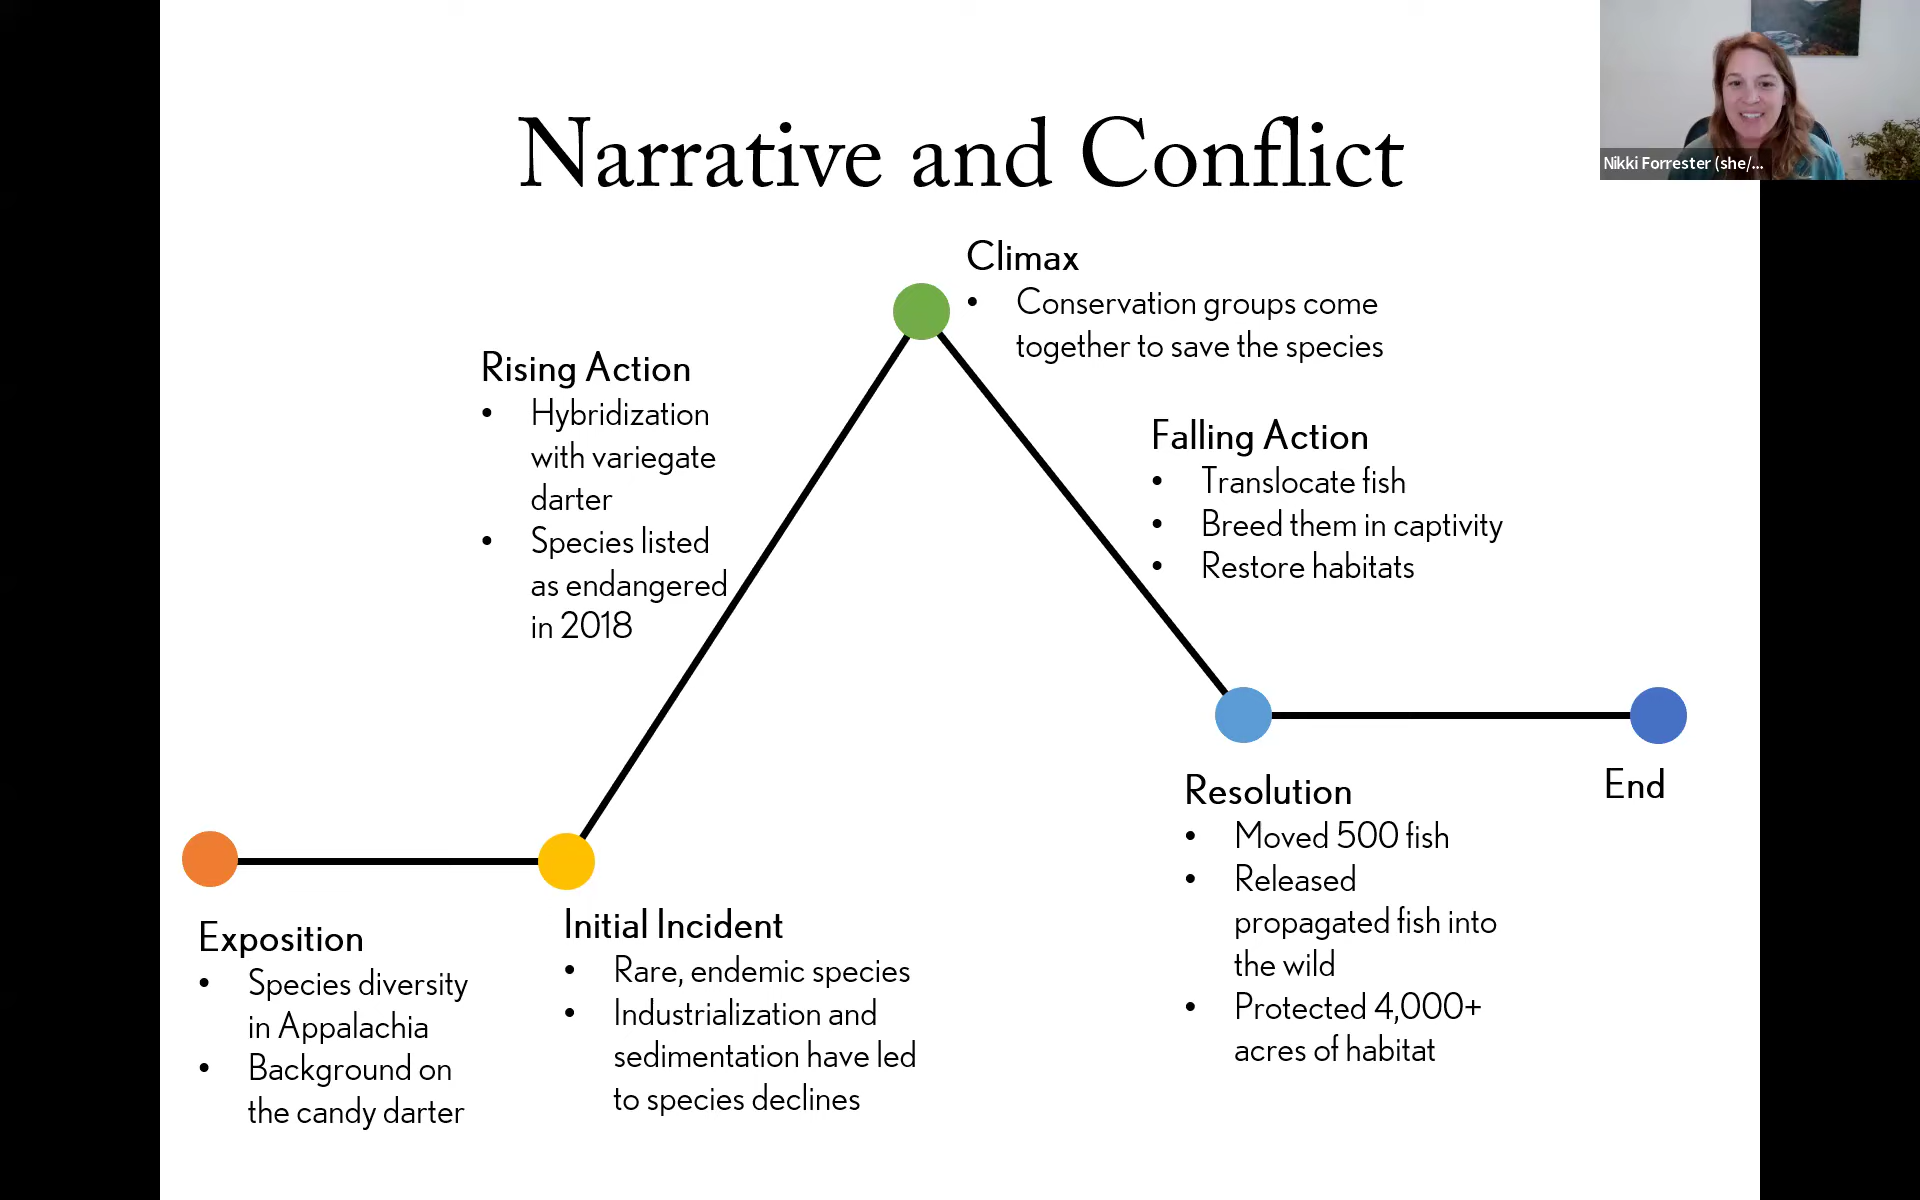 Narrative and Conflict
Nikki Forrester (she/...
Climax
• Conservation groups come
together to save the species
Rising Action
• Hybridization
with variegate
darter
• Species listed
as endangered
in 2018
Falling Action
• Translocate fish
• Breed them in captivity
• Restore habitats
Exposition
• Species diversity
in Appalachia
• Background on
the candy darter
Initial Incident
• Rare, endemic species
• Industrialization and
sedimentation have led
to species declines
Resolution
• Moved 500 fish
• Released
propagated fish into
the wild
• Protected 4,000+
acres of habitat
End